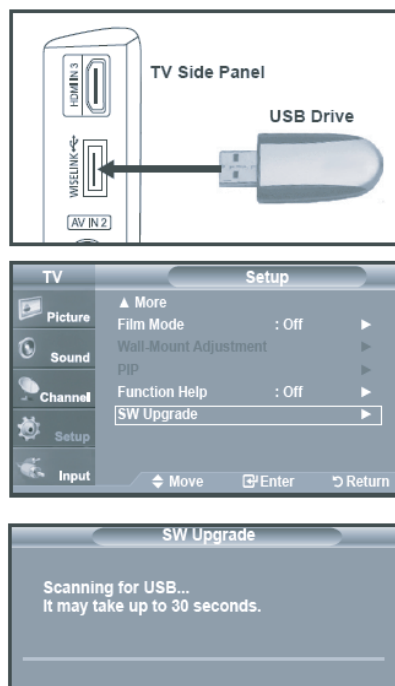 HDMI IN 3
TV Side Panel
USB Drive
WISELINK
AV IN 2
TV
Setup
▲ More
Picture
Film Mode : Off ►
Wall-Mount Adjustment ►
Sound
PIP ►
Channel
Function Help : Off ►
SW Upgrade ►
Setup
Input
Move Enter Return
SW Upgrade
Scanning for USB...
It may take up to 30 seconds.